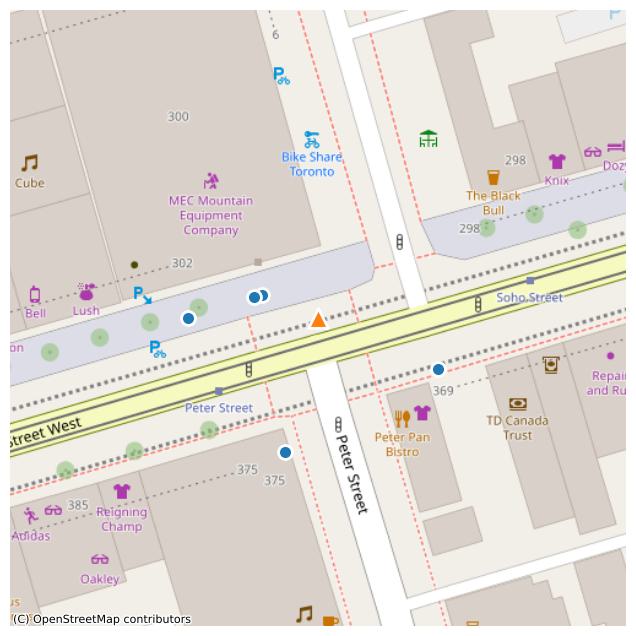 6
P
300
Bike Share
Toronto
Cube
298
Knix
Doz
The Black
Bull
MEC Mountain
Equipment
Company
298
302
P
Bell
Lush
Soho Street
on
P
369
Peter Street
Repair
and Ru
Street West
TD Canada
Trust
Peter Pan
Bistro
Peter Street
375
375
385
Reigning
Champ
Adidas
Oakley
us
(C) OpenStreetMap contributors